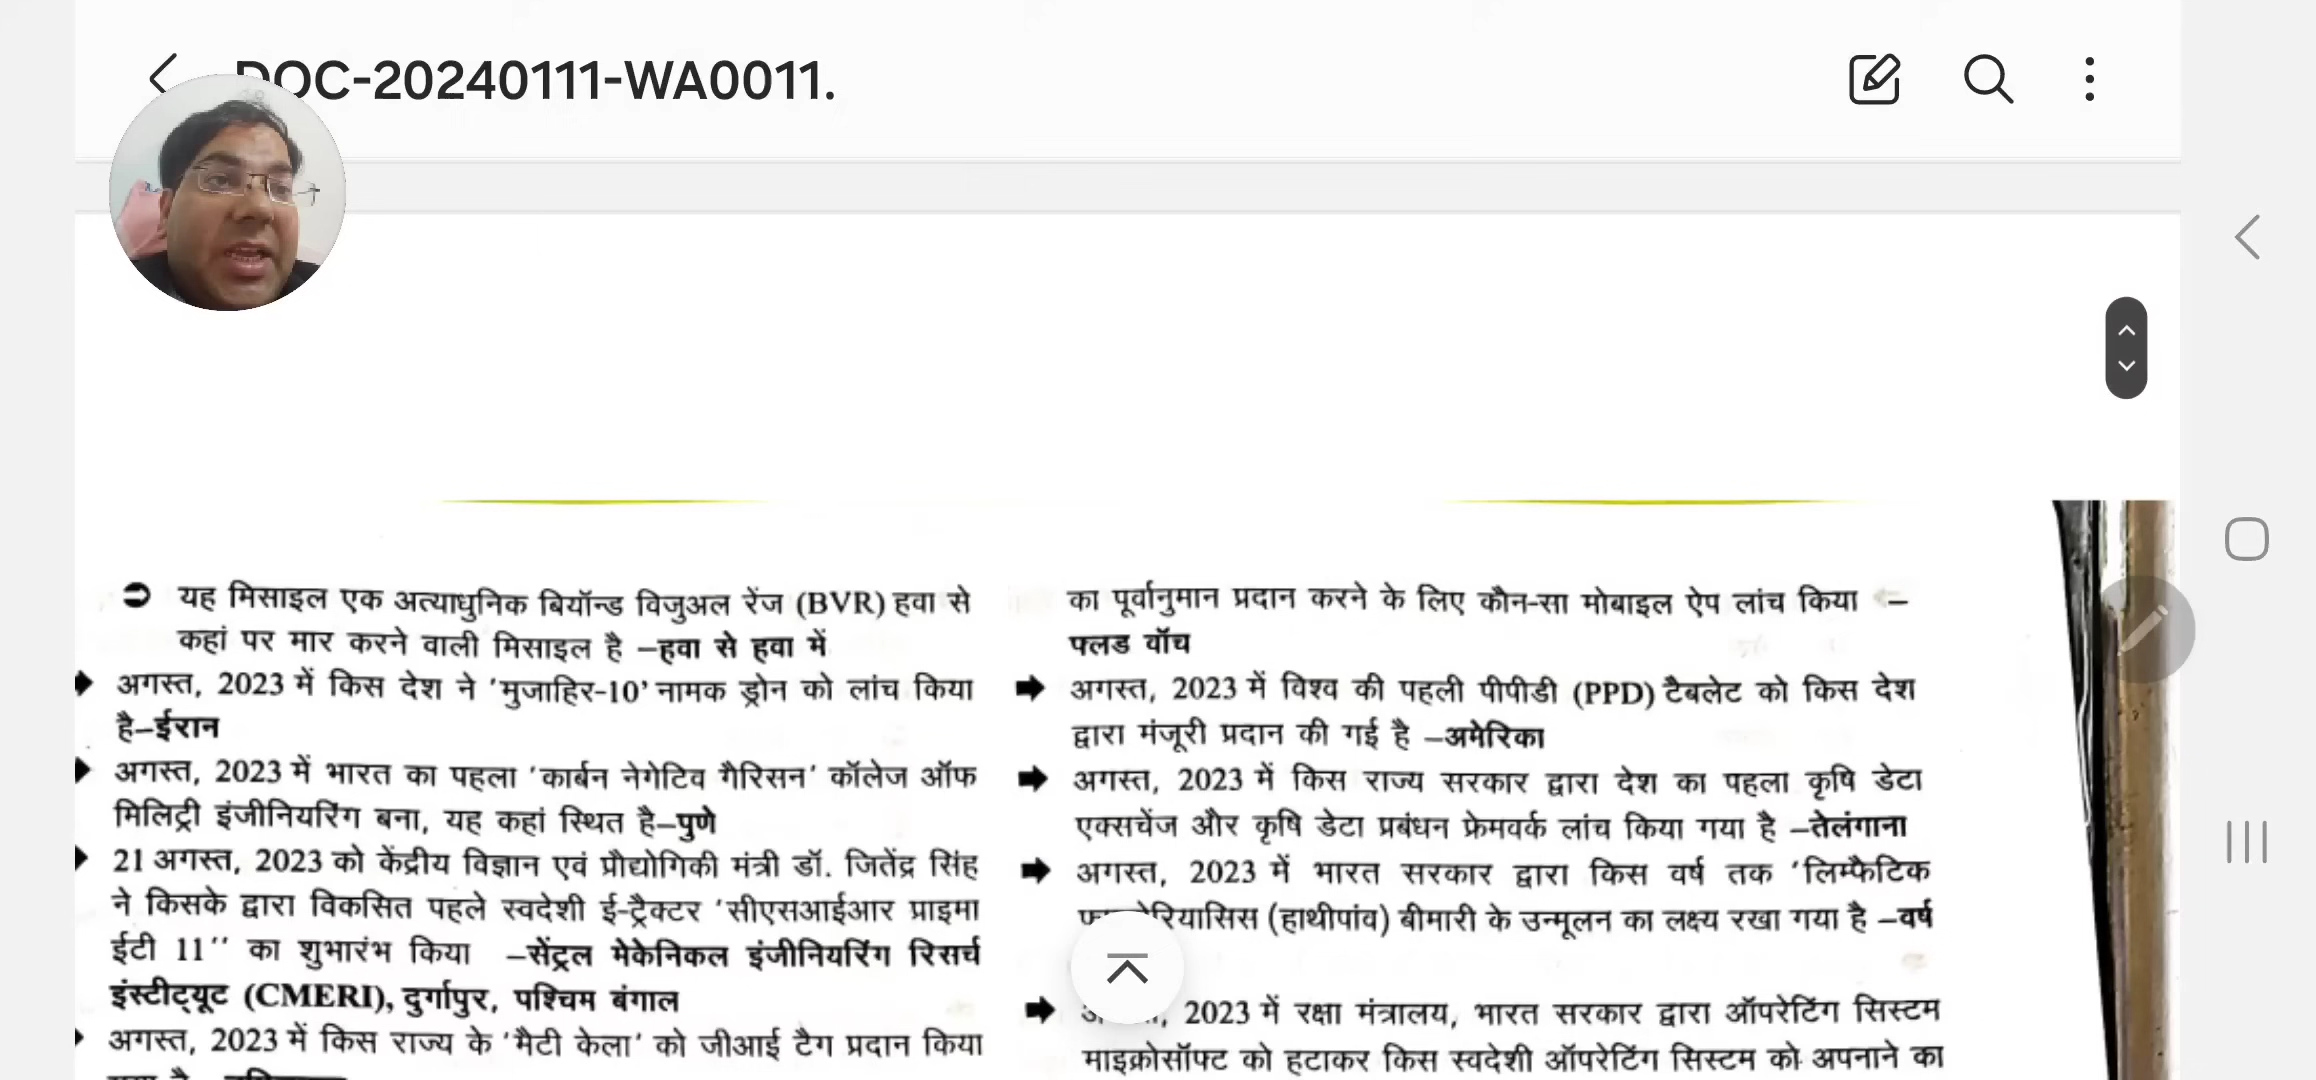 DOC-20240111-WA0011.
यह मिसाइल एक अत्याधुनिक बियॉन्ड विजुअल रेंज (BVR) हवा से
कहां पर मार करने वाली मिसाइल है –हवा से हवा में
अगस्त, 2023 में किस देश ने 'मुजाहिर-10' नामक ड्रोन को लांच किया
है–ईरान
अगस्त, 2023 में भारत का पहला 'कार्बन नेगेटिव गैरिसन' कॉलेज ऑफ
मिलिट्री इंजीनियरिंग बना, यह कहां स्थित है–पुणे
21 अगस्त, 2023 को केंद्रीय विज्ञान एवं प्रौद्योगिकी मंत्री डॉ. जितेंद्र सिंह
ने किसके द्वारा विकसित पहले स्वदेशी ई-ट्रैक्टर 'सीएसआईआर प्राइमा
ईटी 11'' का शुभारंभ किया –सेंट्रल मेकेनिकल इंजीनियरिंग रिसर्च
इंस्टीट्यूट (CMERI), दुर्गापुर, पश्चिम बंगाल
अगस्त, 2023 में किस राज्य के 'मैटी केला' को जीआई टैग प्रदान किया
का पूर्वानुमान प्रदान करने के लिए कौन-सा मोबाइल ऐप लांच किया –
फ्लड वॉच
अगस्त, 2023 में विश्व की पहली पीपीडी (PPD) टैबलेट को किस देश
द्वारा मंजूरी प्रदान की गई है –अमेरिका
अगस्त, 2023 में किस राज्य सरकार द्वारा देश का पहला कृषि डेटा
एक्सचेंज और कृषि डेटा प्रबंधन फ्रेमवर्क लांच किया गया है –तेलंगाना
अगस्त, 2023 में भारत सरकार द्वारा किस वर्ष तक 'लिम्फैटिक
(हाथीपांव) बीमारी के उन्मूलन का लक्ष्य रखा गया है –वर्ष
2023 में रक्षा मंत्रालय, भारत सरकार द्वारा ऑपरेटिंग सिस्टम
माइक्रोसॉफ्ट को हटाकर किस स्वदेशी ऑपरेटिंग सिस्टम को अपनाने का